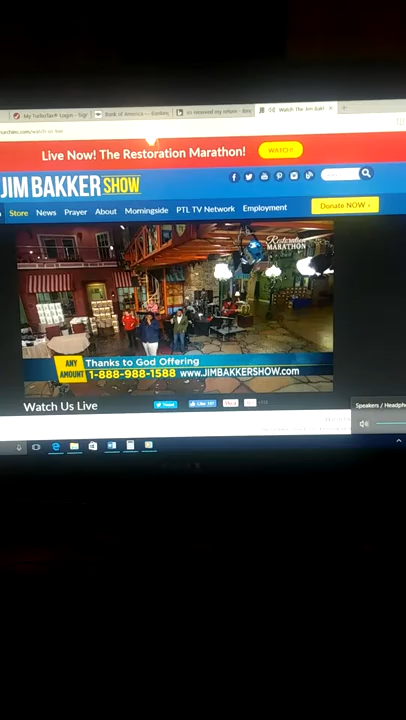 My TurboTax® Login - Sign
Bank of America
Watch The Jim Bakk
Live Now! The Restoration Marathon! WATCH!
JIM BAKKER SHOW
Store News Prayer About Morningside PTL TV Network Employment Donate NOW »
Restoration
MARATHON
ANY
AMOUNT
Thanks to God Offering
1-888-988-1588 www.JIMBAKKERSHOW.com
Watch Us Live
Tweet Like
Speakers / Headpho